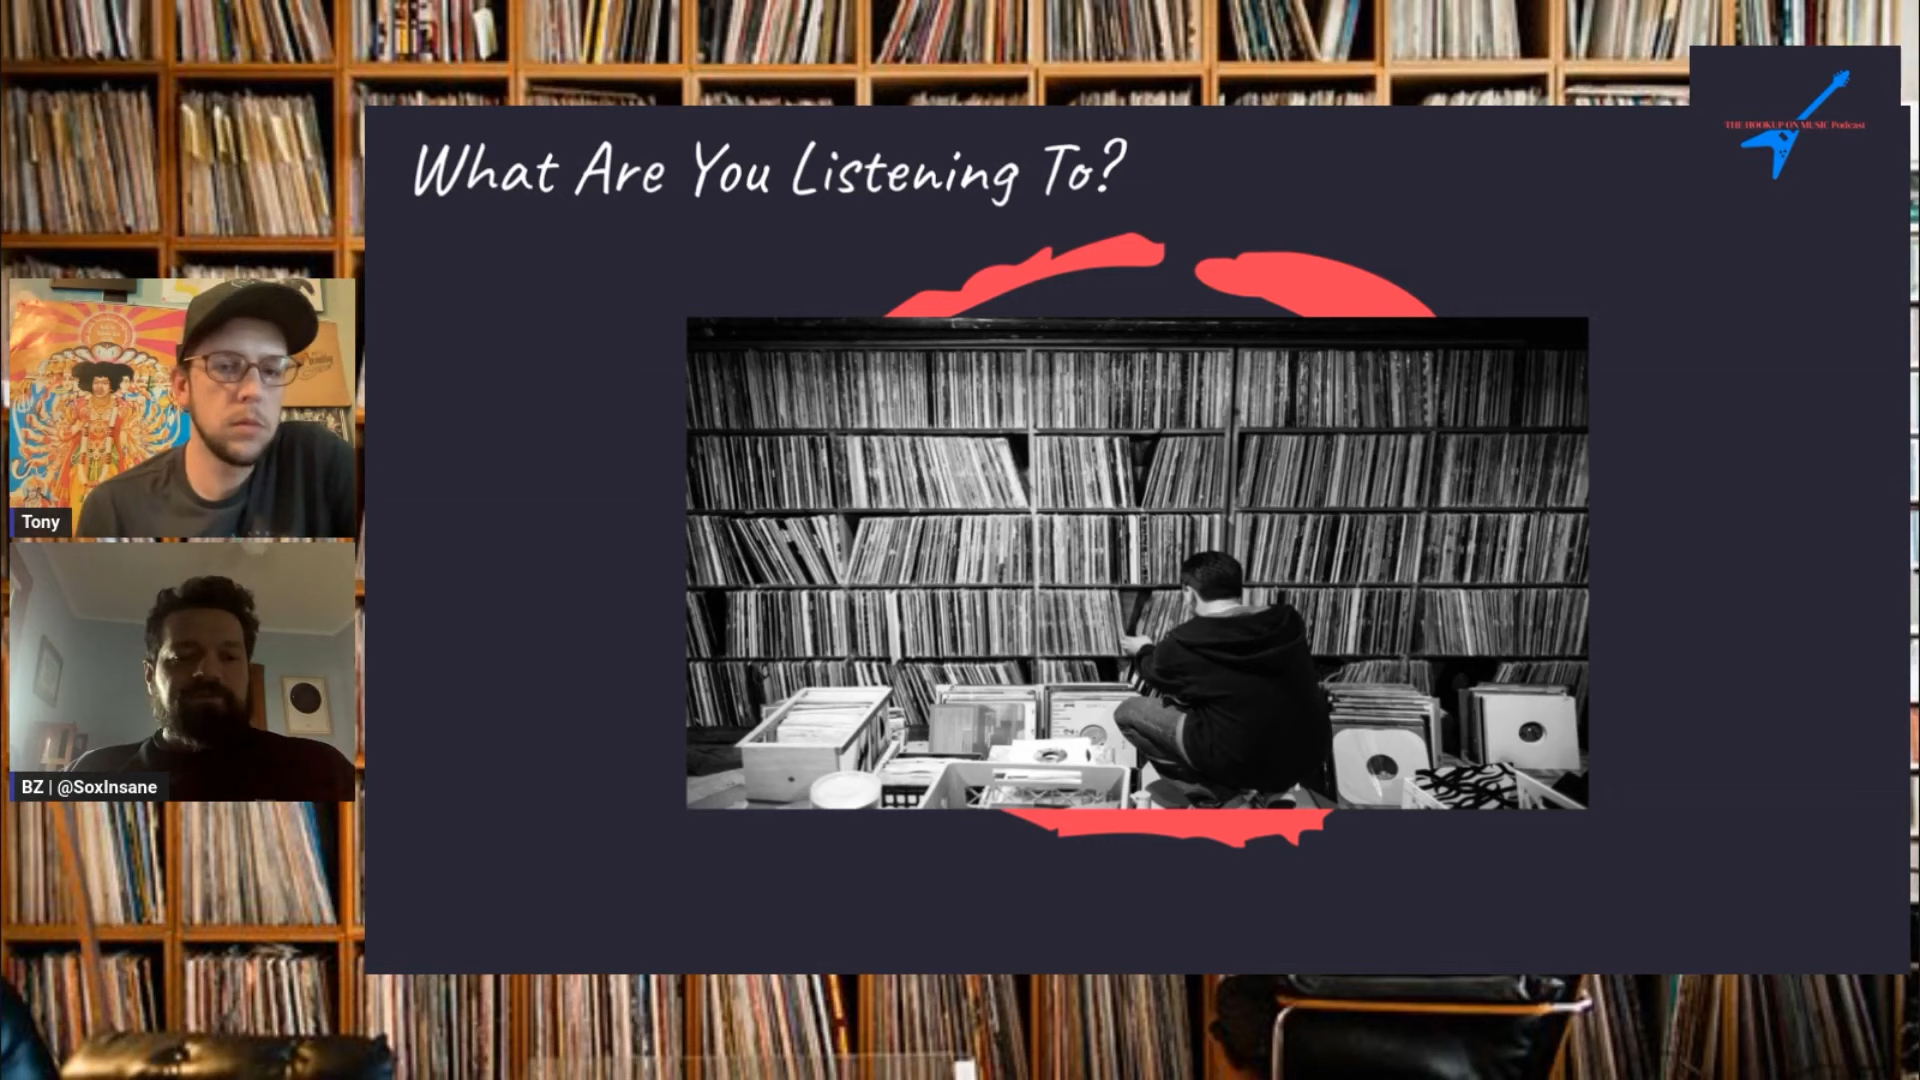 What Are You Listening To?
THE HOOKUP ON MUSIC Podcast
Tony
BZ | @SoxInsane